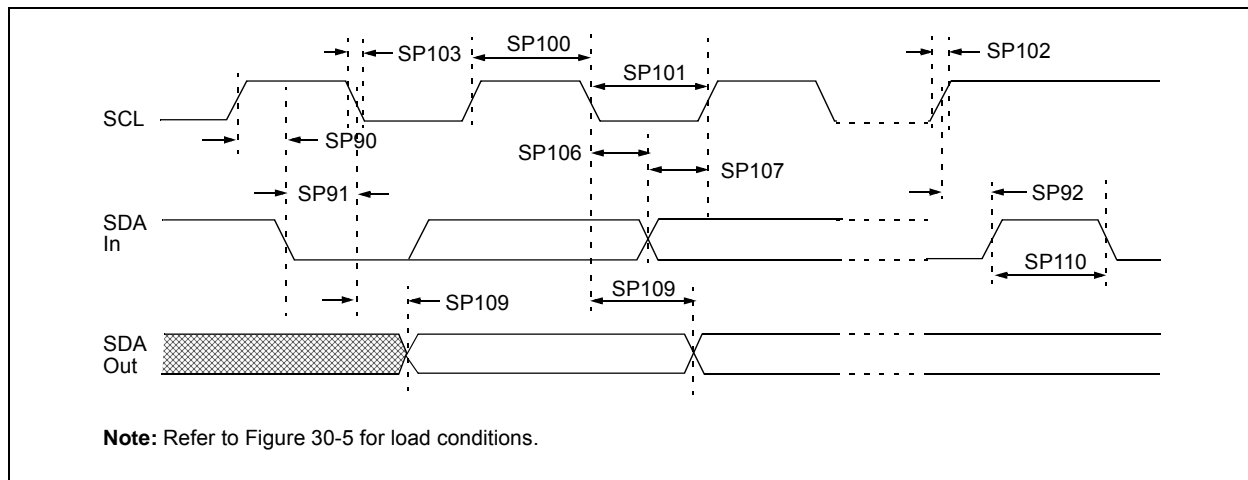 SP103
SP100
SP101
SP102
SCL
SP90
SP106
SP107
SP91
SP92
SDA
In
SP110
SP109
SP109
SDA
Out
Note: Refer to Figure 30-5 for load conditions.